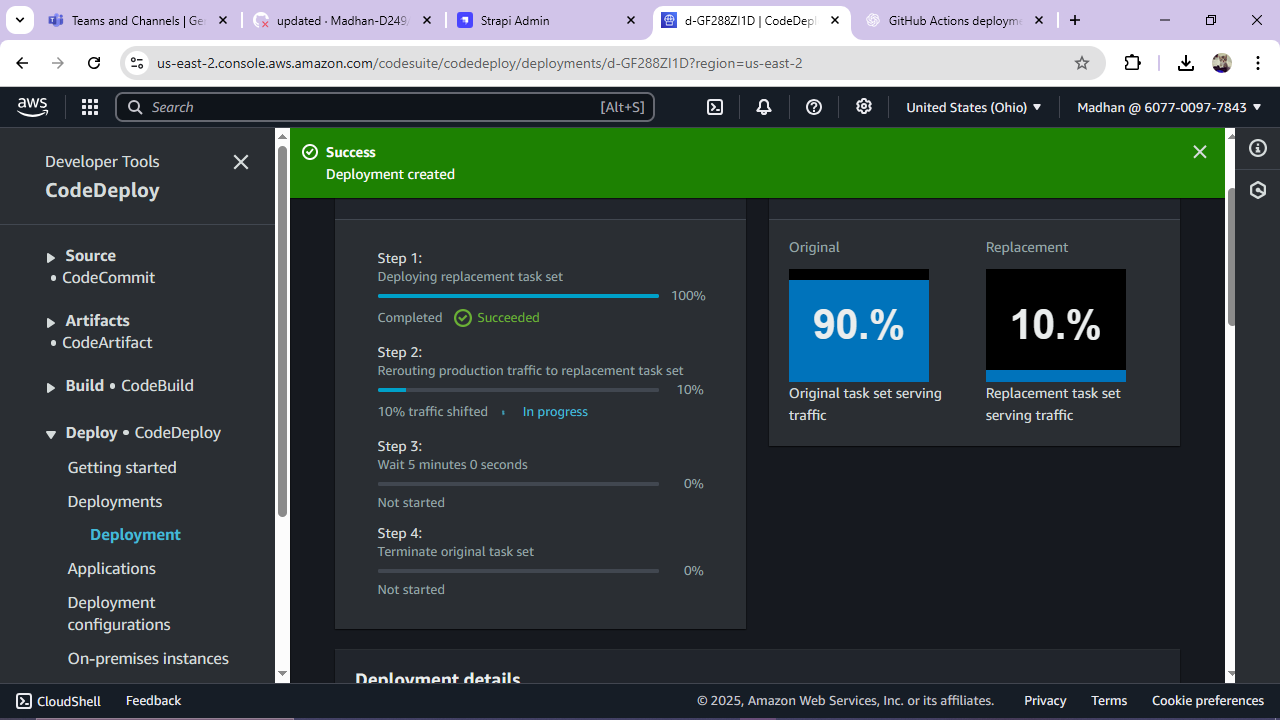 Teams and Channels | Ge
updated · Madhan-D249
Strapi Admin
d-GF288ZI1D | CodeDepl
GitHub Actions deploym
us-east-2.console.aws.amazon.com/codesuite/codedeploy/deployments/d-GF288ZI1D?region=us-east-2
aws
Search
[Alt+S]
United States (Ohio)
Madhan @ 6077-0097-7843
Developer Tools
CodeDeploy
Source
• CodeCommit
Artifacts
• CodeArtifact
Build • CodeBuild
Deploy • CodeDeploy
Getting started
Deployments
Deployment
Applications
Deployment
configurations
On-premises instances
Success
Deployment created
Step 1:
Deploying replacement task set
100%
Completed Succeeded
Step 2:
Rerouting production traffic to replacement task set
10%
10% traffic shifted In progress
Step 3:
Wait 5 minutes 0 seconds
0%
Not started
Step 4:
Terminate original task set
0%
Not started
Original
90.%
Original task set serving
traffic
Replacement
10.%
Replacement task set
serving traffic
Deployment details
CloudShell
Feedback
© 2025, Amazon Web Services, Inc. or its affiliates.
Privacy
Terms
Cookie preferences